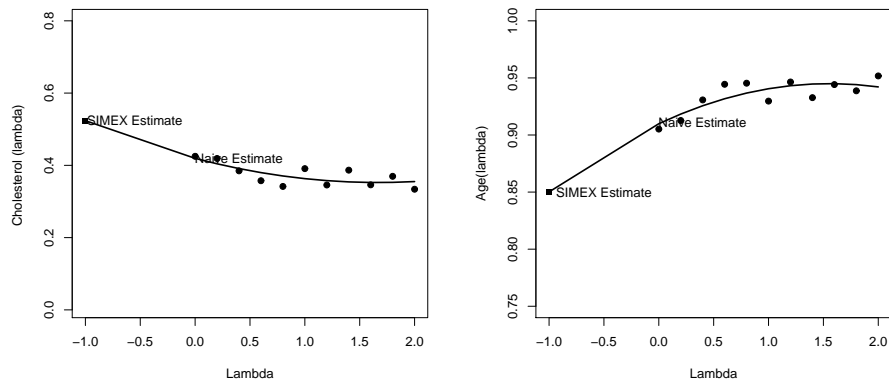 0.8
0.6
0.4
0.2
0.0
Cholesterol (lambda)
SIMEX Estimate
Naive Estimate
−1.0 −0.5 0.0 0.5 1.0 1.5 2.0
Lambda
1.00
0.95
0.90
0.85
0.80
0.75
Age(lambda)
Naive Estimate
SIMEX Estimate
−1.0 −0.5 0.0 0.5 1.0 1.5 2.0
Lambda